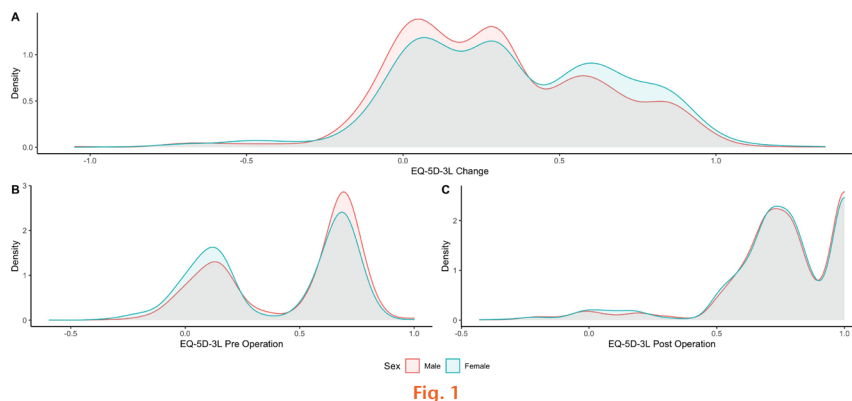 A
Density
1.0
0.5
0.0
-1.0
-0.5
0.0
0.5
1.0
EQ-5D-3L Change
B
Density
3
2
1
0
-0.5
0.0
0.5
1.0
EQ-5D-3L Pre Operation
C
Density
2
1
0
0.0
0.5
1.0
EQ-5D-3L Post Operation
Sex Male Female
Fig. 1